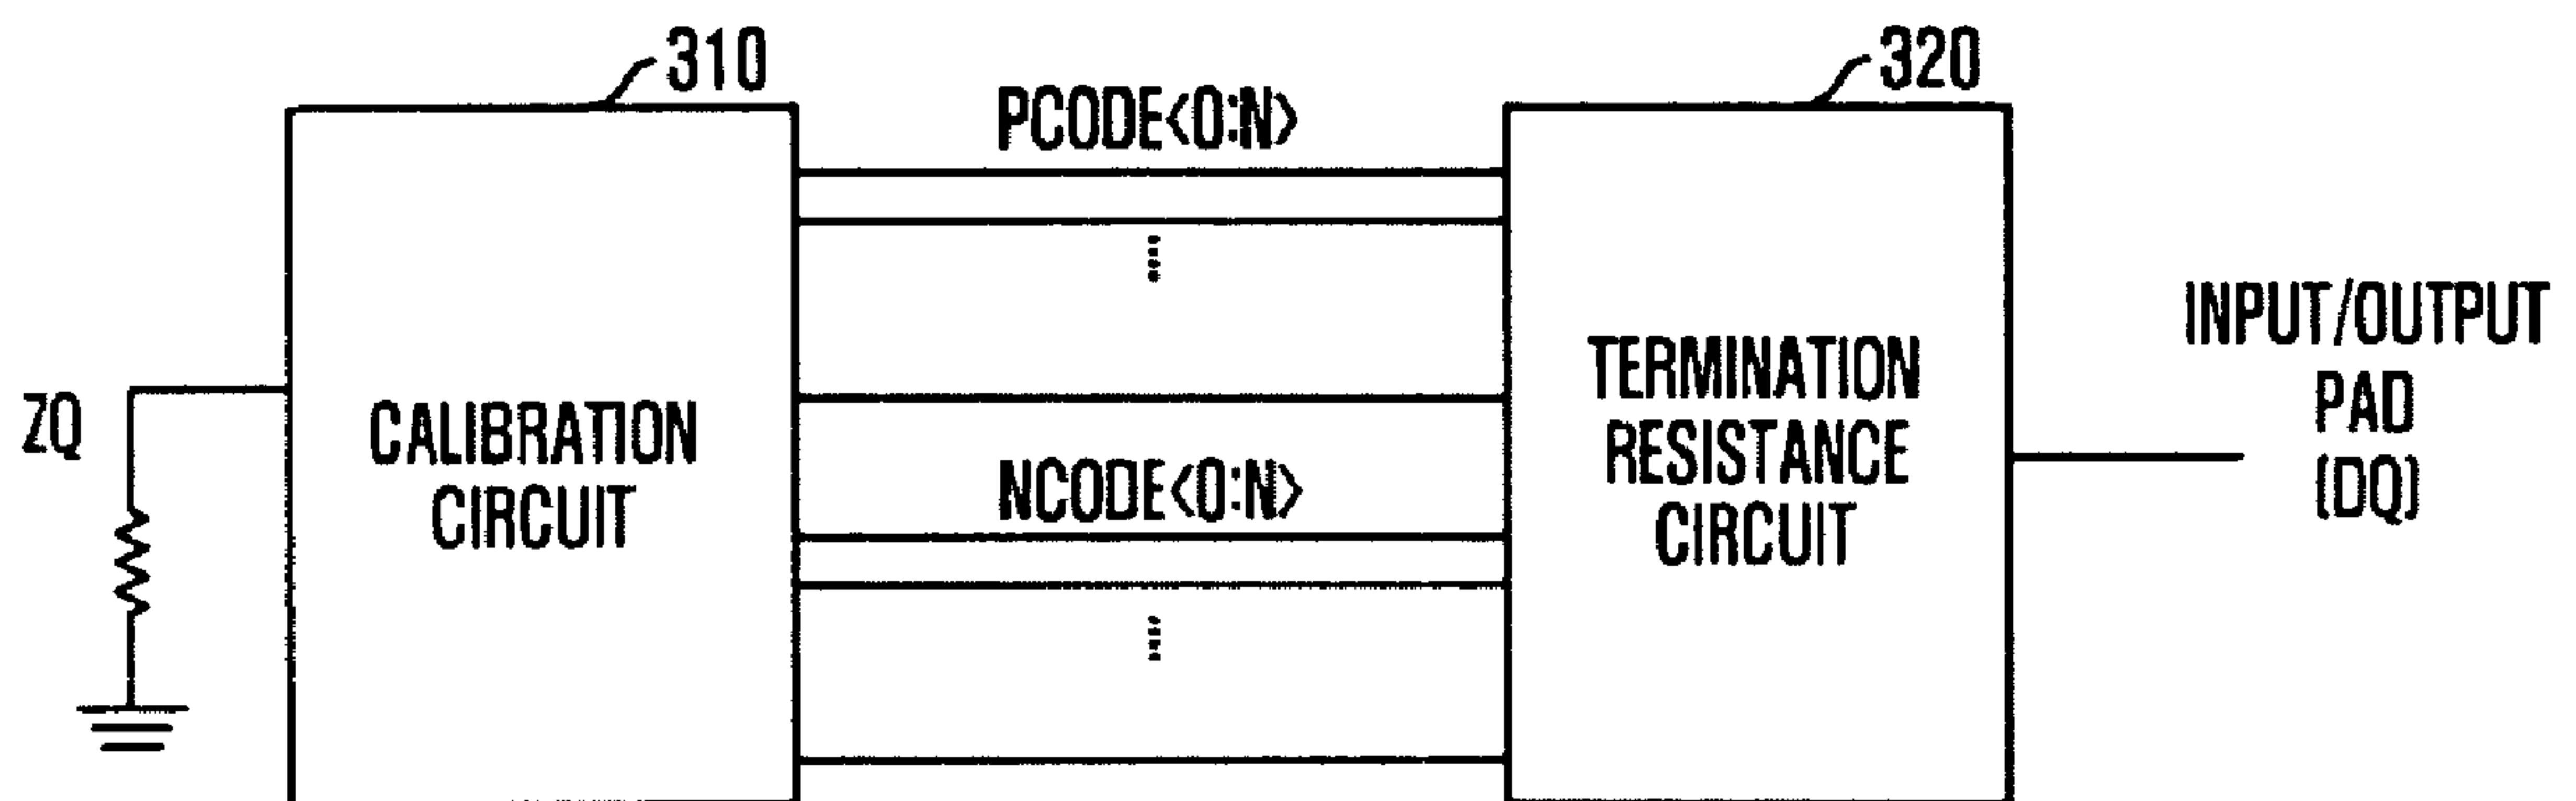 310
320
PCODE<0:N>
INPUT/OUTPUT
PAD
(DQ)
ZQ
CALIBRATION
CIRCUIT
TERMINATION
RESISTANCE
CIRCUIT
NCODE<0:N>